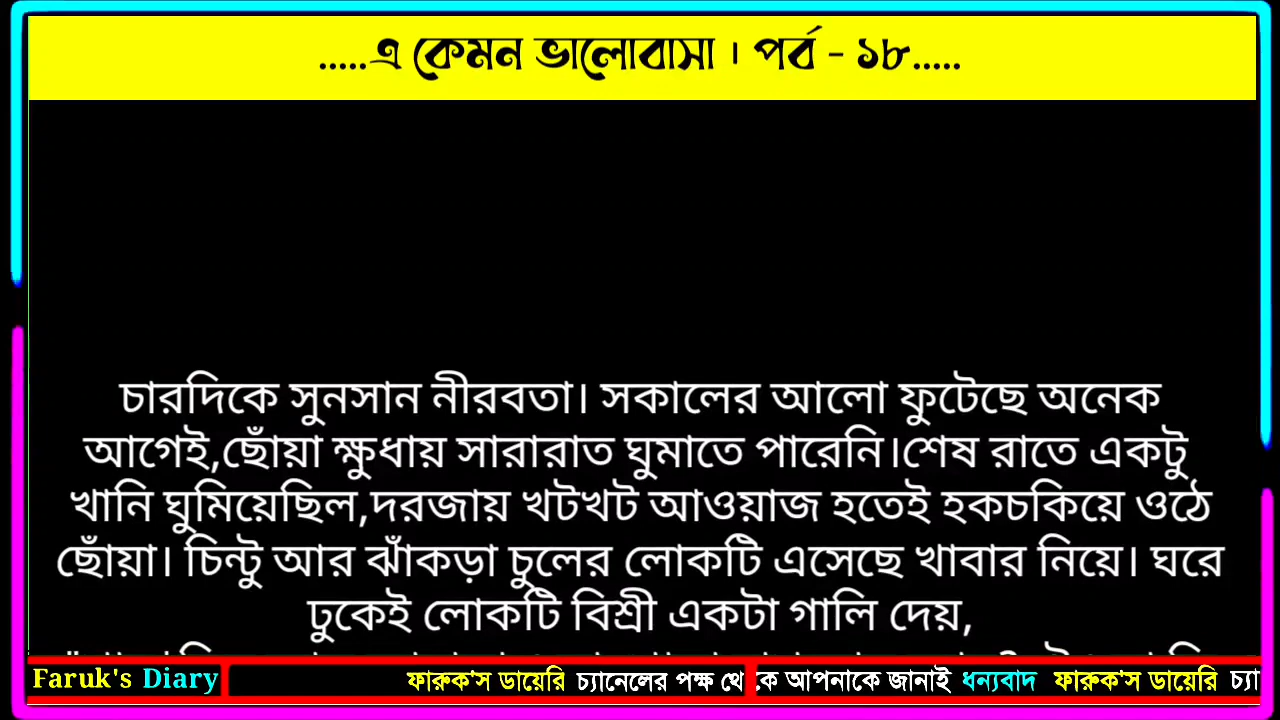 .....এ কেমন ভালোবাসা । পর্ব - ১৮.....
চারদিকে সুনসান নীরবতা। সকালের আলো ফুটেছে অনেক
আগেই,ছোঁয়া ক্ষুধায় সারারাত ঘুমাতে পারেনি।শেষ রাতে একটু
খানি ঘুমিয়েছিল,দরজায় খটখট আওয়াজ হতেই হকচকিয়ে ওঠে
ছোঁয়া। চিন্টু আর ঝাঁকড়া চুলের লোকটি এসেছে খাবার নিয়ে। ঘরে
ঢুকেই লোকটি বিশ্রী একটা গালি দেয়,
Faruk's Diary ফারুক'স ডায়েরি চ্যানেলের পক্ষ থেকে আপনাকে জানাই ধন্যবাদ ফারুক'স ডায়েরি চ্যা